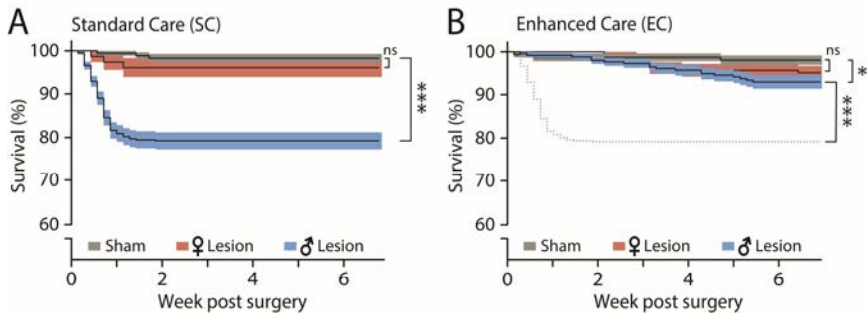 A Standard Care (SC)
100
90
80
70
60
Survival (%)
ns
***
Sham ♀ Lesion ♂ Lesion
0 2 4 6
Week post surgery
B Enhanced Care (EC)
100
90
80
70
60
Survival (%)
ns
*
***
Sham ♀ Lesion ♂ Lesion
0 2 4 6
Week post surgery